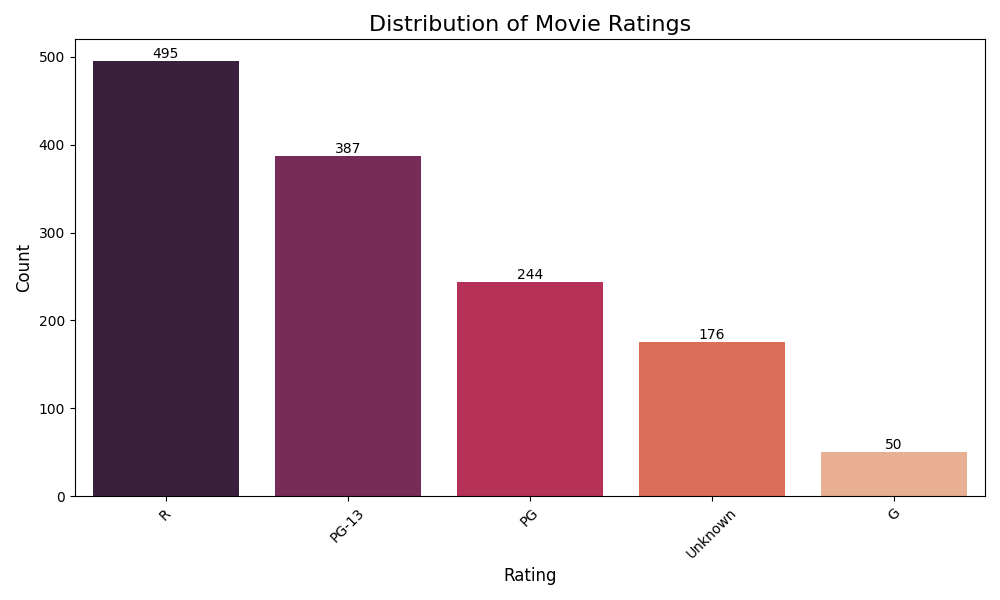 Distribution of Movie Ratings
Count
500
400
300
200
100
0
495
387
244
176
50
R
PG-13
PG
Unknown
G
Rating